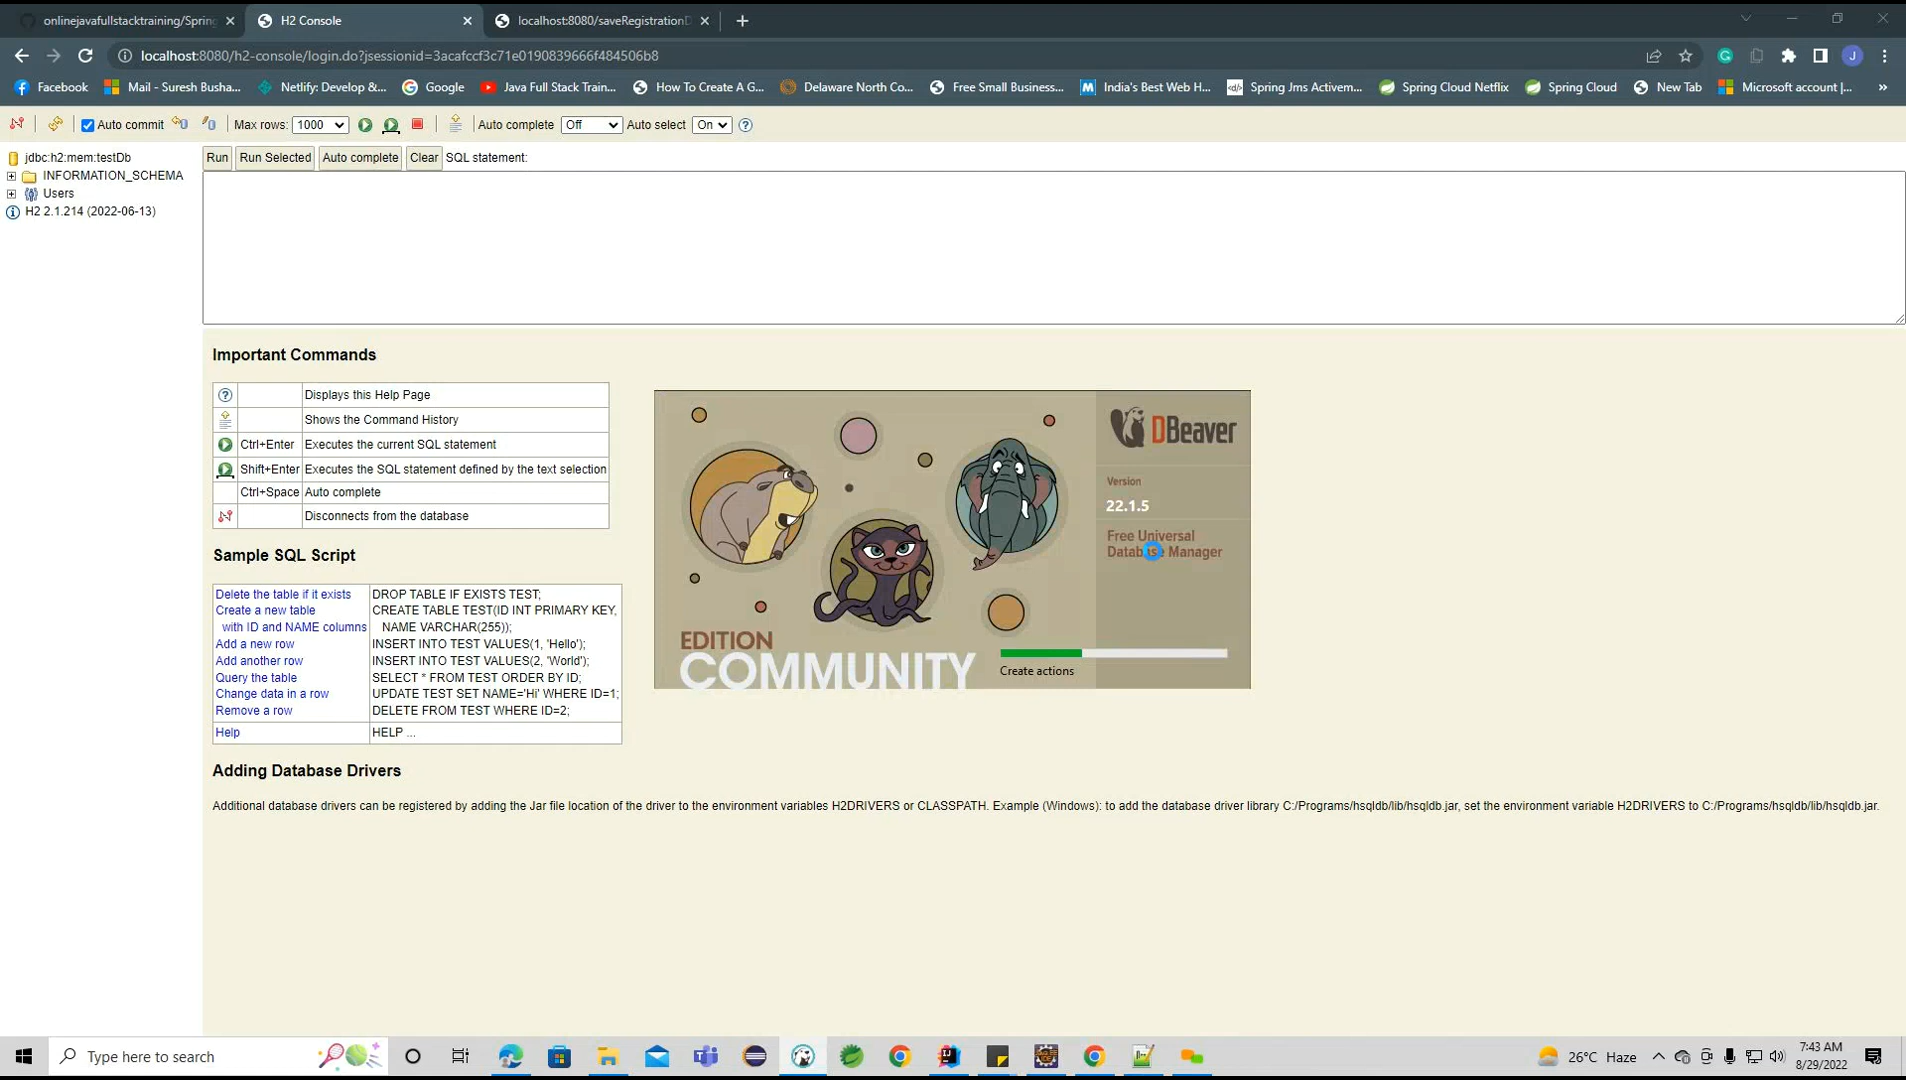 onlinejavafullstacktraining/Spring
H2 Console
localhost:8080/saveRegistrationD
localhost:8080/h2-console/login.do?jsessionid=3acafccf3c71e0190839666f484506b8
Facebook
Mail - Suresh Busha...
Netlify: Develop &...
Google
Java Full Stack Train...
How To Create A G...
Delaware North Co...
Free Small Business...
India's Best Web H...
Spring Jms Activem...
Spring Cloud Netflix
Spring Cloud
New Tab
Microsoft account |...
»
Auto commit
Max rows: 1000
Auto complete Off
Auto select On
jdbc:h2:mem:testDb
INFORMATION_SCHEMA
Users
H2 2.1.214 (2022-06-13)
Run Run Selected Auto complete Clear SQL statement:
Important Commands
Displays this Help Page
Shows the Command History
Ctrl+Enter Executes the current SQL statement
Shift+Enter Executes the SQL statement defined by the text selection
Ctrl+Space Auto complete
Disconnects from the database
Sample SQL Script
Delete the table if it exists DROP TABLE IF EXISTS TEST;
Create a new table CREATE TABLE TEST(ID INT PRIMARY KEY,
with ID and NAME columns NAME VARCHAR(255));
Add a new row INSERT INTO TEST VALUES(1, 'Hello');
Add another row INSERT INTO TEST VALUES(2, 'World');
Query the table SELECT * FROM TEST ORDER BY ID;
Change data in a row UPDATE TEST SET NAME='Hi' WHERE ID=1;
Remove a row DELETE FROM TEST WHERE ID=2;
Help HELP ...
DBeaver
Version
22.1.5
Free Universal
Database Manager
EDITION
COMMUNITY
Create actions
Adding Database Drivers
Additional database drivers can be registered by adding the Jar file location of the driver to the environment variables H2DRIVERS or CLASSPATH. Example (Windows): to add the database driver library C:/Programs/hsqldb/lib/hsqldb.jar, set the environment variable H2DRIVERS to C:/Programs/hsqldb/lib/hsqldb.jar.
Type here to search
26°C Haze
7:43 AM
8/29/2022